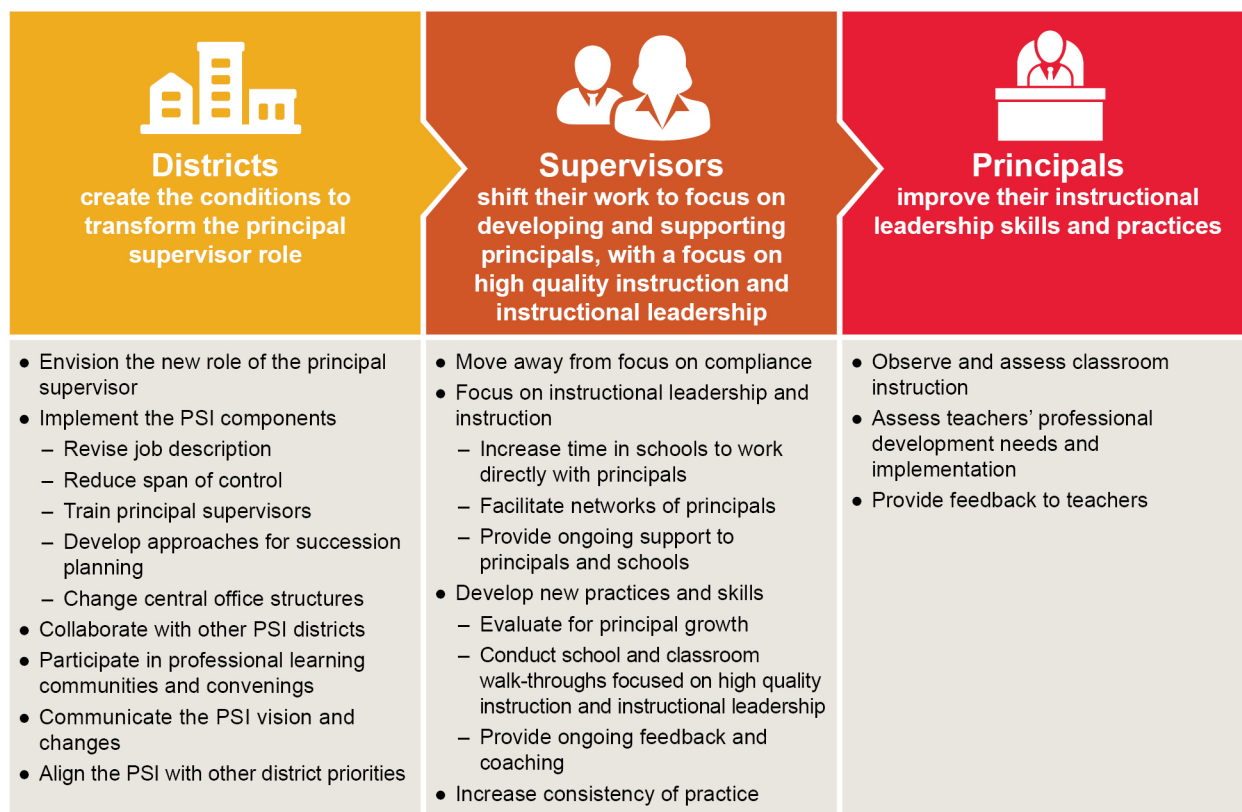 Districts
create the conditions to
transform the principal
supervisor role
Supervisors
shift their work to focus on
developing and supporting
principals, with a focus on
high quality instruction and
instructional leadership
Principals
improve their instructional
leadership skills and practices
● Envision the new role of the principal
supervisor
● Implement the PSI components
– Revise job description
– Reduce span of control
– Train principal supervisors
– Develop approaches for succession
planning
– Change central office structures
● Collaborate with other PSI districts
● Participate in professional learning
communities and convenings
● Communicate the PSI vision and
changes
● Align the PSI with other district priorities
● Move away from focus on compliance
● Focus on instructional leadership and
instruction
– Increase time in schools to work
directly with principals
– Facilitate networks of principals
– Provide ongoing support to
principals and schools
● Develop new practices and skills
– Evaluate for principal growth
– Conduct school and classroom
walk-throughs focused on high quality
instruction and instructional leadership
– Provide ongoing feedback and
coaching
● Increase consistency of practice
● Observe and assess classroom
instruction
● Assess teachers’ professional
development needs and
implementation
● Provide feedback to teachers